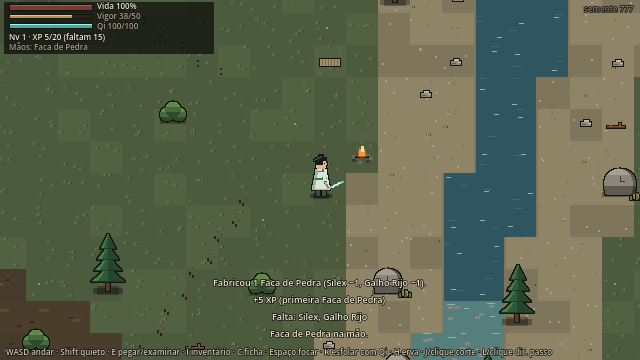 Vida 100%
semente 777
Vigor 38/50
Qi 100/100
Nv 1 · XP 5/20 (faltam 15)
Mãos: Faca de Pedra
Fabricou 1 Faca de Pedra (Sílex −1, Galho Rijo −1).
+5 XP (primeira Faca de Pedra)
Falta: Sílex, Galho Rijo
Faca de Pedra na mão.
WASD andar · Shift quieto · E pegar/examinar · I inventário · C ficha · Espaço focar · K esfolar com Qi · H erva · J/clique corte · L/clique dir. passo